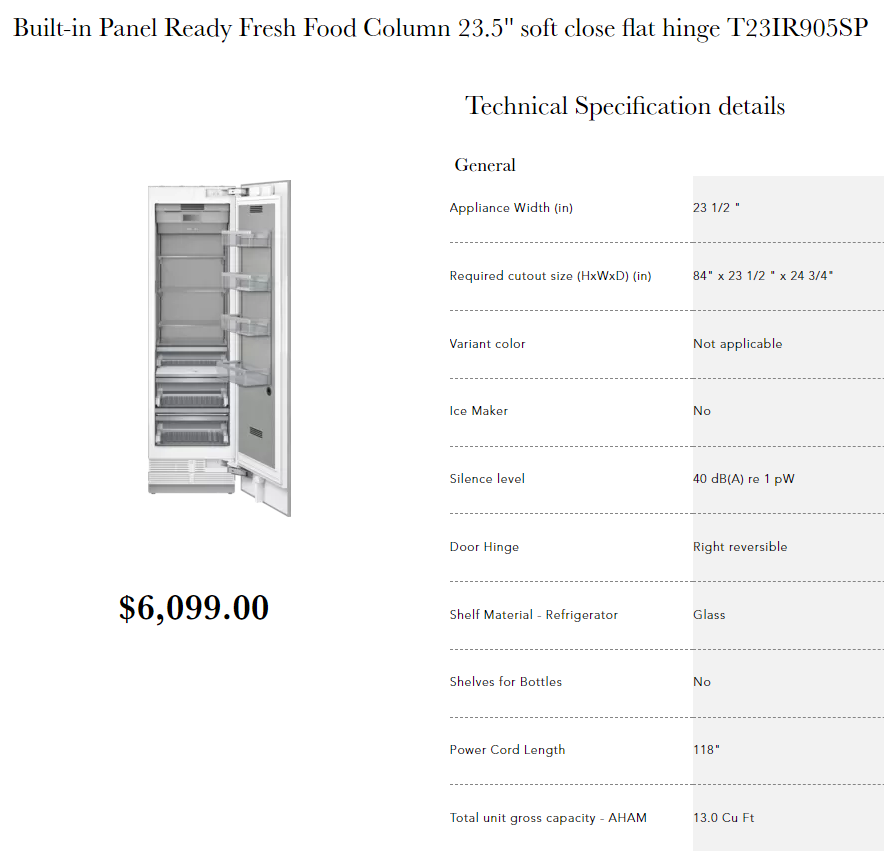 Built-in Panel Ready Fresh Food Column 23.5" soft close flat hinge T23IR905SP
Technical Specification details
General
Appliance Width (in) 23 1/2 "
Required cutout size (HxWxD) (in) 84" x 23 1/2 " x 24 3/4"
Variant color Not applicable
Ice Maker No
Silence level 40 dB(A) re 1 pW
Door Hinge Right reversible
Shelf Material - Refrigerator Glass
Shelves for Bottles No
Power Cord Length 118"
Total unit gross capacity - AHAM 13.0 Cu Ft
$6,099.00